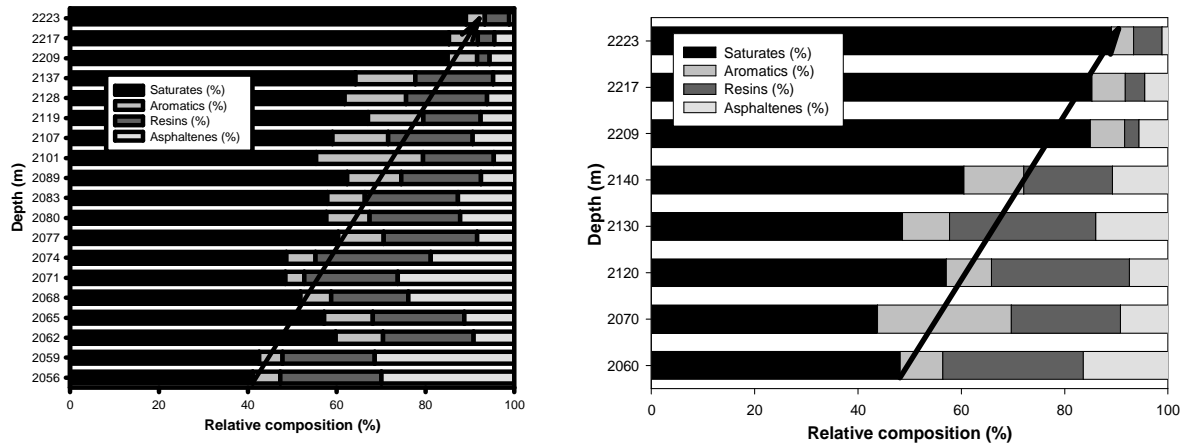 2223
2217
2209
2137
2128
2119
2107
2101
2089
2083
2080
2077
2074
2071
2068
2065
2062
2059
2056
Depth (m)
Saturates (%)
Aromatics (%)
Resins (%)
Asphaltenes (%)
0 20 40 60 80 100
Relative composition (%)
2223
2217
2209
2140
2130
2120
2070
2060
Depth (m)
Saturates (%)
Aromatics (%)
Resins (%)
Asphaltenes (%)
0 20 40 60 80 100
Relative composition (%)